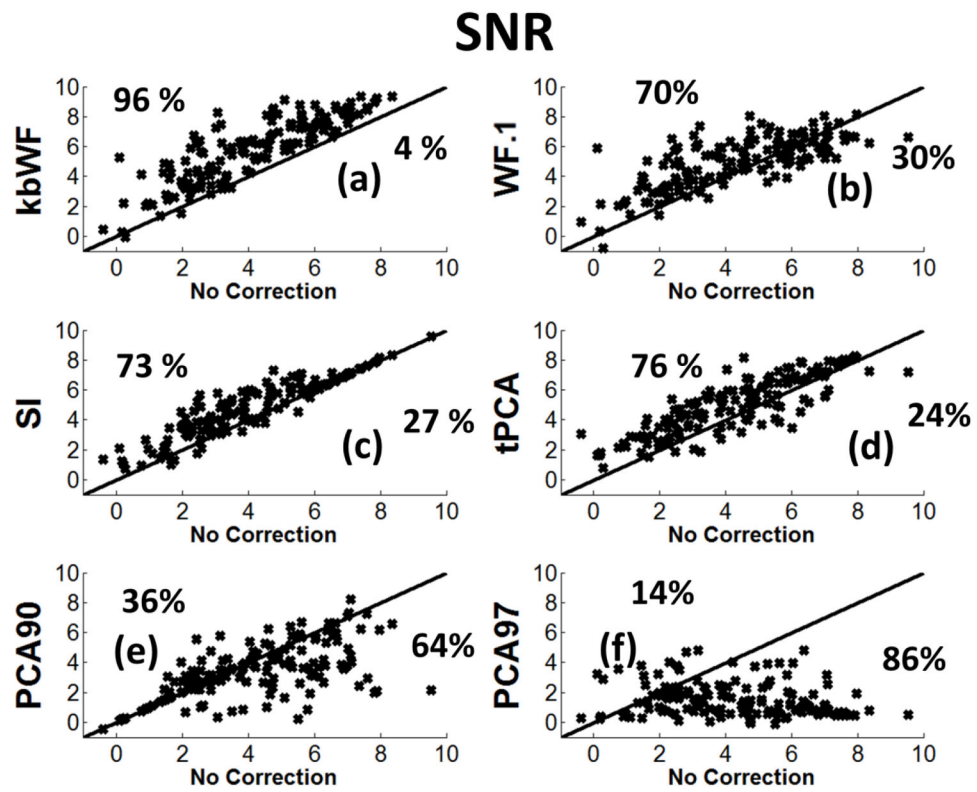 SNR
kbWF
10
8
6
4
2
0
96 %
4 %
(a)
0 2 4 6 8 10
No Correction
WF.1
10
8
6
4
2
0
70%
30%
(b)
0 2 4 6 8 10
No Correction
SI
10
8
6
4
2
0
73 %
27 %
(c)
0 2 4 6 8 10
No Correction
tPCA
10
8
6
4
2
0
76 %
24%
(d)
0 2 4 6 8 10
No Correction
PCA90
10
8
6
4
2
0
36%
64%
(e)
0 2 4 6 8 10
No Correction
PCA97
10
8
6
4
2
0
14%
86%
(f)
0 2 4 6 8 10
No Correction